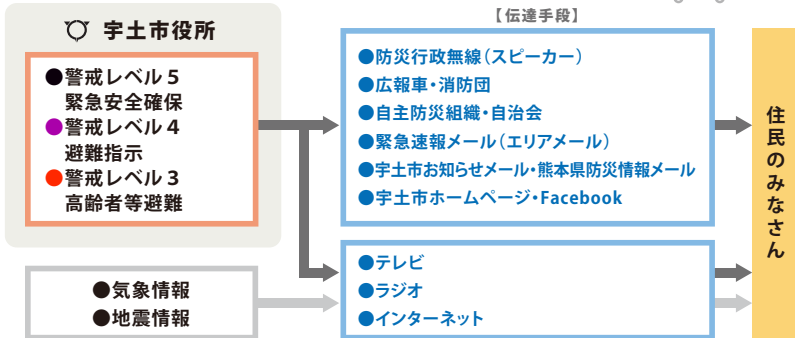 【伝達手段】
宇土市役所
●警戒レベル5
緊急安全確保
●警戒レベル4
避難指示
●警戒レベル3
高齢者等避難
●防災行政無線(スピーカー)
●広報車・消防団
●自主防災組織・自治会
●緊急速報メール(エリアメール)
●宇土市お知らせメール・熊本県防災情報メール
●宇土市ホームページ・Facebook
●気象情報
●地震情報
●テレビ
●ラジオ
●インターネット
住民のみなさん